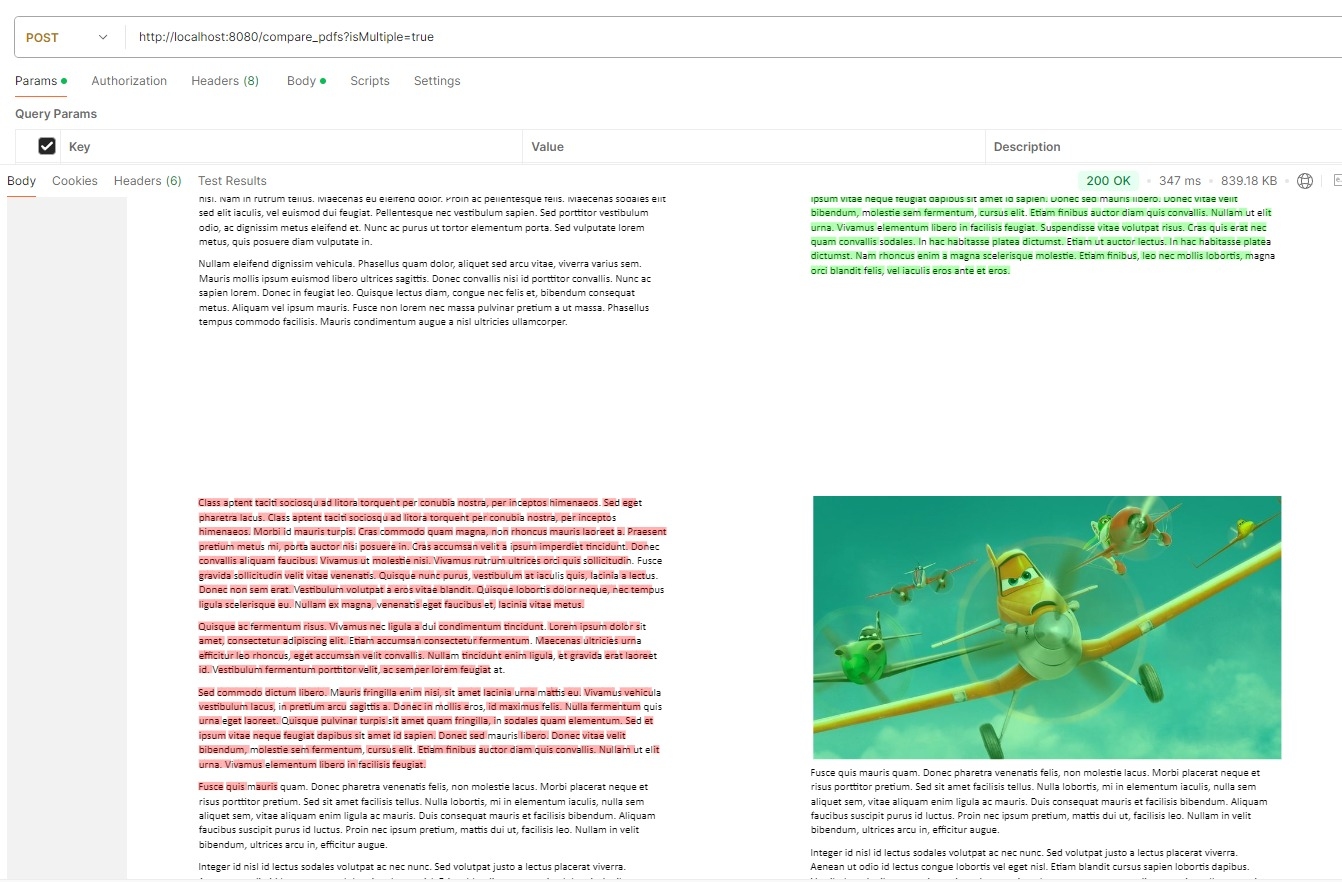 POST
http://localhost:8080/compare_pdfs?isMultiple=true
Params
Authorization
Headers (8)
Body
Scripts
Settings
Query Params
Key
Value
Description
Body
Cookies
Headers (6)
Test Results
200 OK
347 ms
839.18 KB
nisi. Nam in rutrum tellus. Maecenas eu eleifend dolor. Proin ac pellentesque felis. Maecenas sodales elit
sed elit iaculis, vel euismod dui feugiat. Pellentesque nec vestibulum sapien. Sed porttitor vestibulum
odio, ac dignissim metus eleifend et. Nunc ac purus ut tortor elementum porta. Sed vulputate lorem
metus, quis posuere diam vulputate in.
Nullam eleifend dignissim vehicula. Phasellus quam dolor, aliquet sed arcu vitae, viverra varius sem.
Mauris mollis ipsum euismod libero ultrices sagittis. Donec convallis nisi id porttitor convallis. Nunc ac
sapien lorem. Donec in feugiat leo. Quisque lectus diam, congue nec felis et, bibendum consequat
metus. Aliquam vel ipsum mauris. Fusce non lorem nec massa pulvinar pretium a ut massa. Phasellus
tempus commodo facilisis. Mauris condimentum augue a nisl ultricies ullamcorper.
ipsum vitae neque feugiat dapibus sit amet id sapien. Donec sed mauris libero. Donec vitae velit
bibendum, molestie sem fermentum, cursus elit. Etiam finibus auctor diam quis convallis. Nullam ut elit
urna. Vivamus elementum libero in facilisis feugiat. Suspendisse vitae volutpat risus. Cras quis erat nec
quam convallis sodales. In hac habitasse platea dictumst. Etiam ut auctor lectus. In hac habitasse platea
dictumst. Nam rhoncus enim a magna scelerisque molestie. Etiam finibus, leo nec mollis lobortis, magna
orci blandit felis, vel iaculis eros ante et eros.
Class aptent taciti sociosqu ad litora torquent per conubia nostra, per inceptos himenaeos. Sed eget
pharetra lacus. Class aptent taciti sociosqu ad litora torquent per conubia nostra, per inceptos
himenaeos. Morbi id mauris turpis. Cras commodo quam magna, non rhoncus mauris laoreet a. Praesent
pretium metus mi, porta auctor nisi posuere in. Cras accumsan velit a ipsum imperdiet tincidunt. Donec
convallis aliquam faucibus. Vivamus ut molestie nisi. Vivamus rutrum ultrices orci quis sollicitudin. Fusce
gravida sollicitudin velit vitae venenatis. Quisque nunc purus, vestibulum at iaculis quis, lacinia a lectus.
Donec non sem erat. Vestibulum volutpat a eros vitae blandit. Quisque lobortis dolor neque, nec tempus
ligula scelerisque eu. Nullam ex magna, venenatis eget faucibus et, lacinia vitae metus.
Quisque ac fermentum risus. Vivamus nec ligula a dui condimentum tincidunt. Lorem ipsum dolor sit
amet, consectetur adipiscing elit. Etiam accumsan consectetur fermentum. Maecenas ultricies urna
efficitur leo rhoncus, eget accumsan velit convallis. Nullam tincidunt enim ligula, et gravida erat laoreet
id. Vestibulum fermentum porttitor velit, ac semper lorem feugiat at.
Sed commodo dictum libero. Mauris fringilla enim nisi, sit amet lacinia urna mattis eu. Vivamus vehicula
vestibulum lacus, in pretium arcu sagittis a. Donec in mollis eros, id maximus felis. Nulla fermentum quis
urna eget laoreet. Quisque pulvinar turpis sit amet quam fringilla, in sodales quam elementum. Sed et
ipsum vitae neque feugiat dapibus sit amet id sapien. Donec sed mauris libero. Donec vitae velit
bibendum, molestie sem fermentum, cursus elit. Etiam finibus auctor diam quis convallis. Nullam ut elit
urna. Vivamus elementum libero in facilisis feugiat.
Fusce quis mauris quam. Donec pharetra venenatis felis, non molestie lacus. Morbi placerat neque et
risus porttitor pretium. Sed sit amet facilisis tellus. Nulla lobortis, mi in elementum iaculis, nulla sem
aliquet sem, vitae aliquam enim ligula ac mauris. Duis consequat mauris et facilisis bibendum. Aliquam
faucibus suscipit purus id luctus. Proin nec ipsum pretium, mattis dui ut, facilisis leo. Nullam in velit
bibendum, ultrices arcu in, efficitur augue.
Integer id nisl id lectus sodales volutpat ac nec nunc. Sed volutpat justo a lectus placerat viverra.
Fusce quis mauris quam. Donec pharetra venenatis felis, non molestie lacus. Morbi placerat neque et
risus porttitor pretium. Sed sit amet facilisis tellus. Nulla lobortis, mi in elementum iaculis, nulla sem
aliquet sem, vitae aliquam enim ligula ac mauris. Duis consequat mauris et facilisis bibendum. Aliquam
faucibus suscipit purus id luctus. Proin nec ipsum pretium, mattis dui ut, facilisis leo. Nullam in velit
bibendum, ultrices arcu in, efficitur augue.
Integer id nisl id lectus sodales volutpat ac nec nunc. Sed volutpat justo a lectus placerat viverra.
Aenean ut odio id lectus congue lobortis vel eget nisl. Etiam blandit cursus sapien lobortis dapibus.